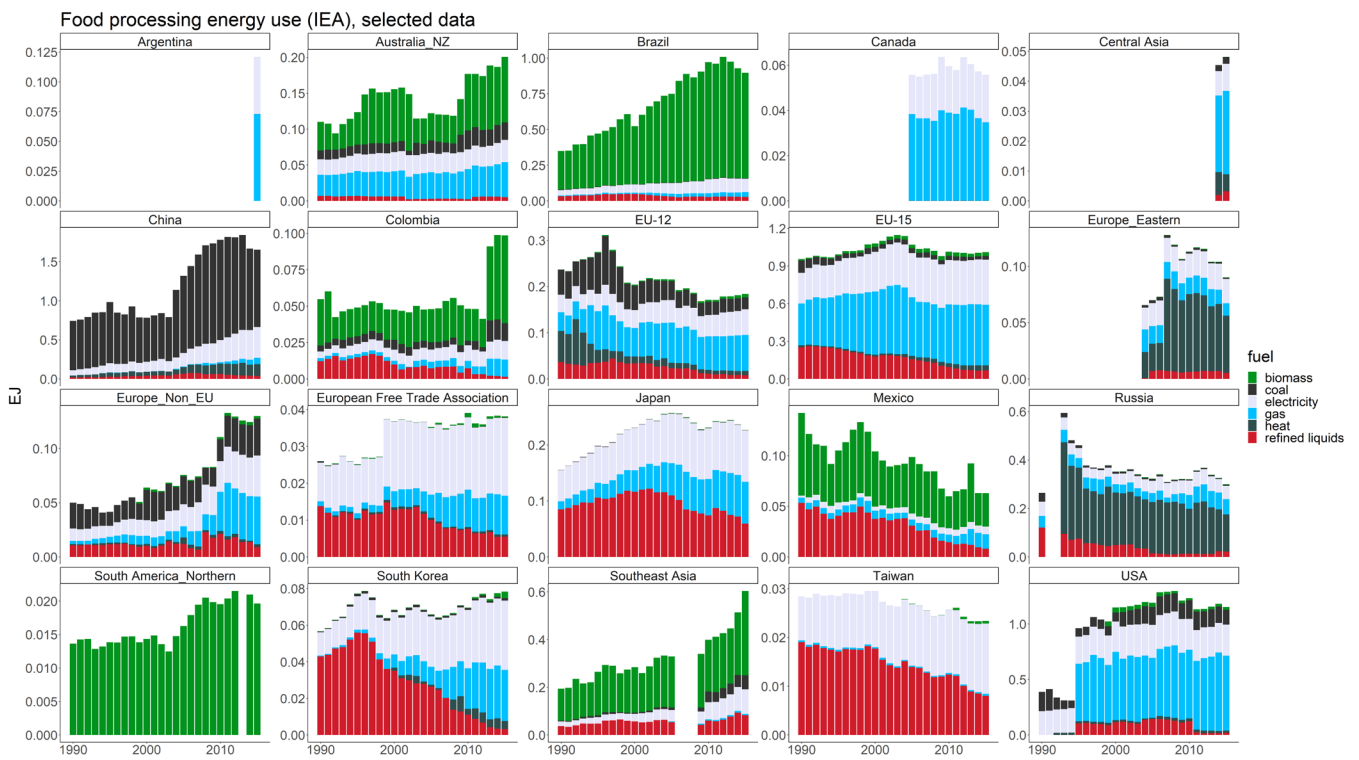 Food processing energy use (IEA), selected data
Argentina
Australia_NZ
Brazil
Canada
Central Asia
0.125
0.100
0.075
0.050
0.025
0.000
0.20
0.15
0.10
0.05
0.00
1.00
0.75
0.50
0.25
0.00
0.06
0.04
0.02
0.00
0.05
0.04
0.03
0.02
0.01
0.00
China
Colombia
EU-12
EU-15
Europe_Eastern
1.5
1.0
0.5
0.0
0.100
0.075
0.050
0.025
0.000
0.3
0.2
0.1
0.0
1.2
0.9
0.6
0.3
0.0
0.10
0.05
0.00
Europe_Non_EU
European Free Trade Association
Japan
Mexico
Russia
0.10
0.05
0.00
0.04
0.03
0.02
0.01
0.00
0.2
0.1
0.0
0.10
0.05
0.00
0.6
0.4
0.2
0.0
South America_Northern
South Korea
Southeast Asia
Taiwan
USA
0.020
0.015
0.010
0.005
0.000
0.08
0.06
0.04
0.02
0.00
0.6
0.4
0.2
0.0
0.03
0.02
0.01
0.00
1.0
0.5
0.0
1990 2000 2010
1990 2000 2010
1990 2000 2010
1990 2000 2010
1990 2000 2010
EJ
fuel
biomass
coal
electricity
gas
heat
refined liquids